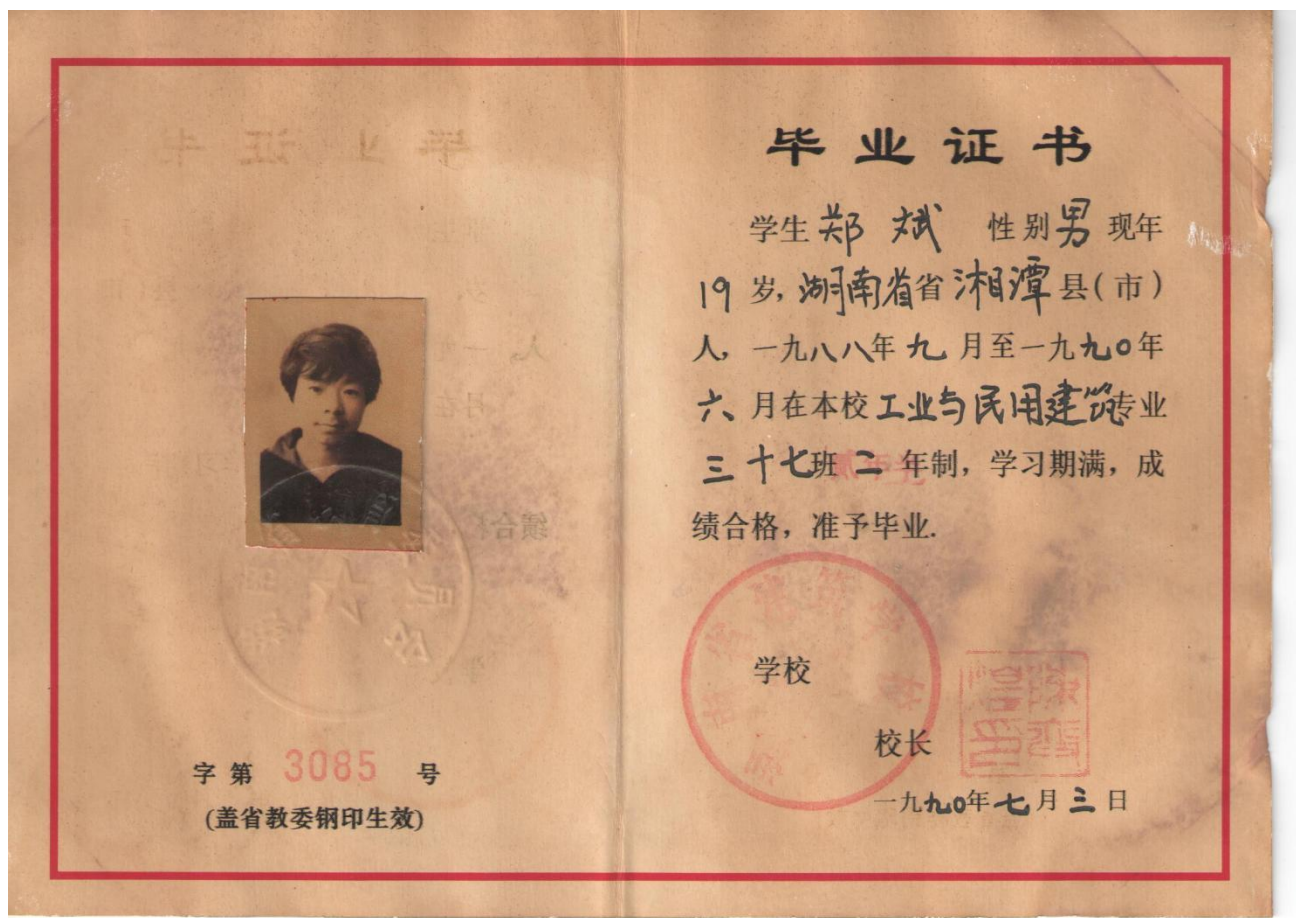 毕业证书
学生 郑斌 性别 男 现年
19 岁, 湖南省省湘潭县(市)
人, 一九八八年九月至一九九〇年
六月在本校工业与民用建筑专业
三十七班二年制, 学习期满, 成
绩合格, 准予毕业.
学校
校长
一九九〇年七月三日
字第 3085 号
(盖省教委钢印生效)